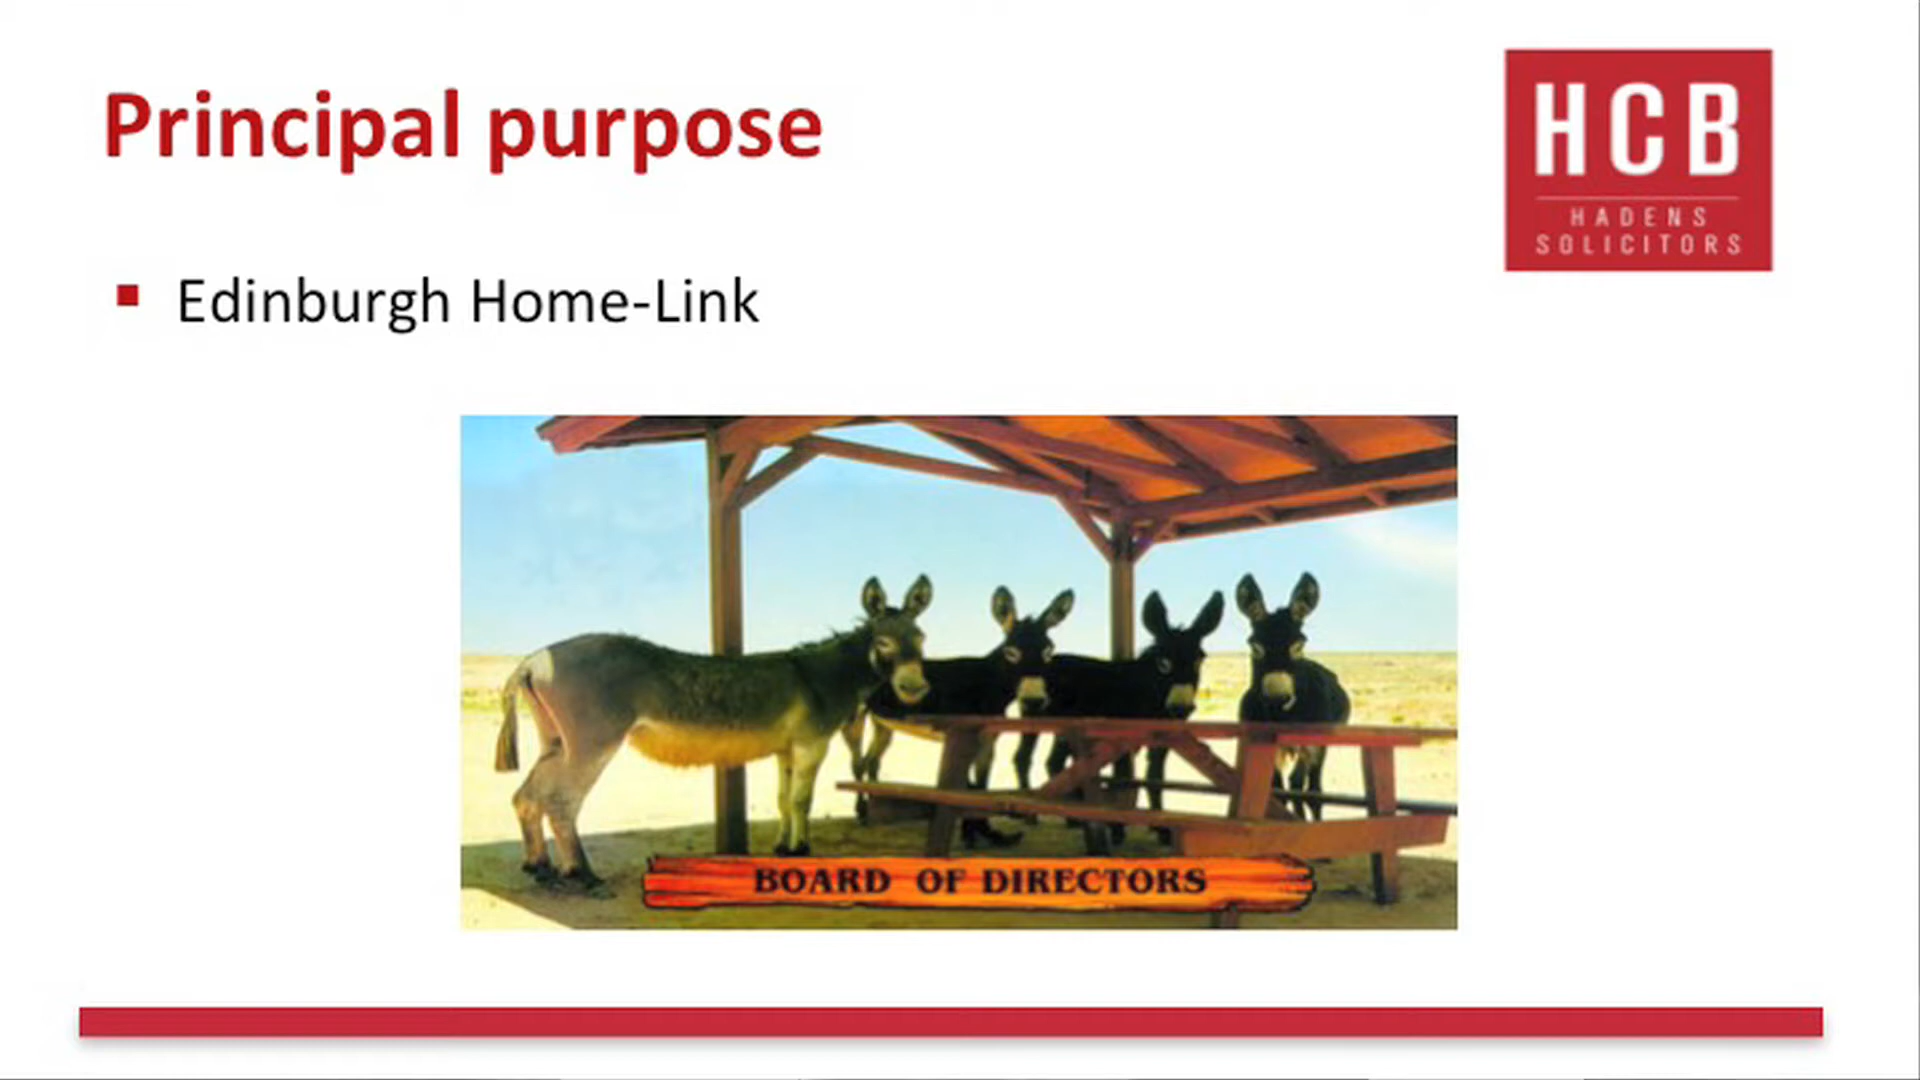 Principal purpose
HCB
HADENS
SOLICITORS
Edinburgh Home-Link
BOARD OF DIRECTORS